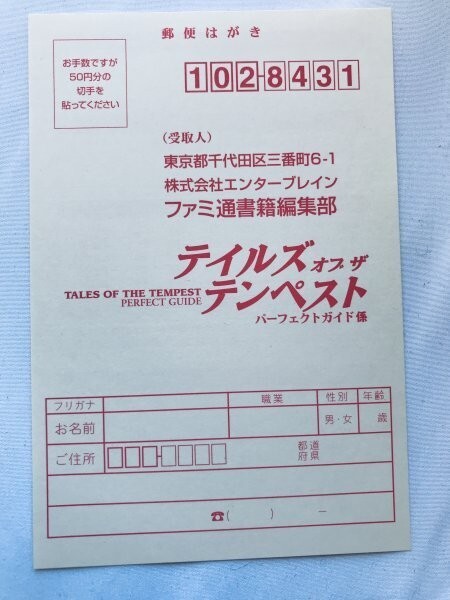 郵便はがき
お手数ですが
50円分の
切手を
貼ってください
102-8431
（受取人）
東京都千代田区三番町6-1
株式会社エンターブレイン
ファミ通書籍編集部
テイルズ オブ ザ
TALES OF THE TEMPEST
PERFECT GUIDE
テンペスト
パーフェクトガイド係
フリガナ
職業
性別
年齢
お名前
男・女
歳
ご住所
都道
府県
☎( ) −